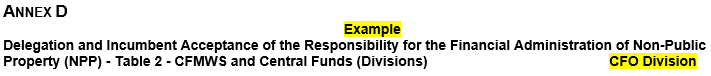 ANNEX D
Example
Delegation and Incumbent Acceptance of the Responsibility for the Financial Administration of Non-Public
Property (NPP) - Table 2 - CFMWS and Central Funds (Divisions) CFO Division